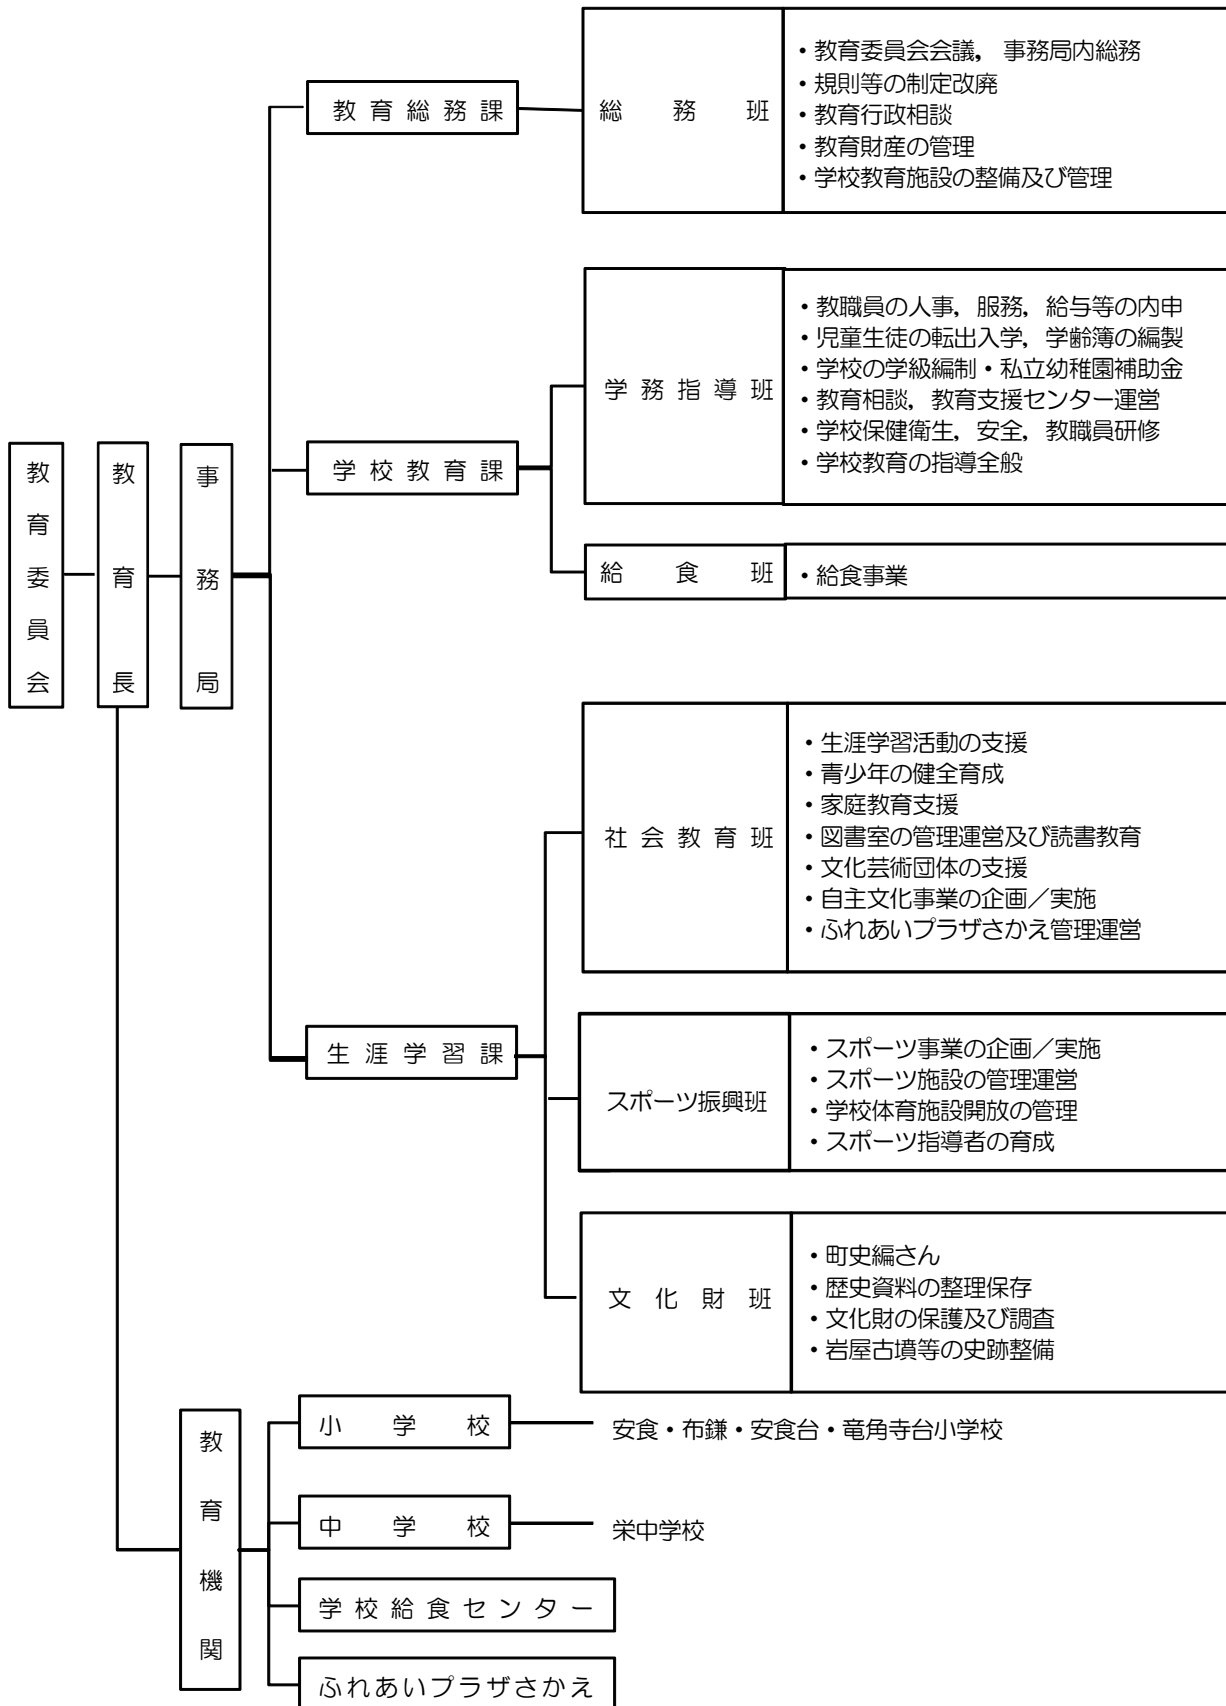 教育委員会
教育長
事務局
教育総務課
総務班
・教育委員会会議，事務局内総務
・規則等の制定改廃
・教育行政相談
・教育財産の管理
・学校教育施設の整備及び管理
学校教育課
学務指導班
・教職員の人事，服務，給与等の内申
・児童生徒の転出入学，学齢簿の編製
・学校の学級編制・私立幼稚園補助金
・教育相談，教育支援センター運営
・学校保健衛生，安全，教職員研修
・学校教育の指導全般
給食班
・給食事業
生涯学習課
社会教育班
・生涯学習活動の支援
・青少年の健全育成
・家庭教育支援
・図書室の管理運営及び読書教育
・文化芸術団体の支援
・自主文化事業の企画／実施
・ふれあいプラザさかえ管理運営
スポーツ振興班
・スポーツ事業の企画／実施
・スポーツ施設の管理運営
・学校体育施設開放の管理
・スポーツ指導者の育成
文化財班
・町史編さん
・歴史資料の整理保存
・文化財の保護及び調査
・岩屋古墳等の史跡整備
教育機関
小学校
安食・布鎌・安食台・竜角寺台小学校
中学校
栄中学校
学校給食センター
ふれあいプラザさかえ